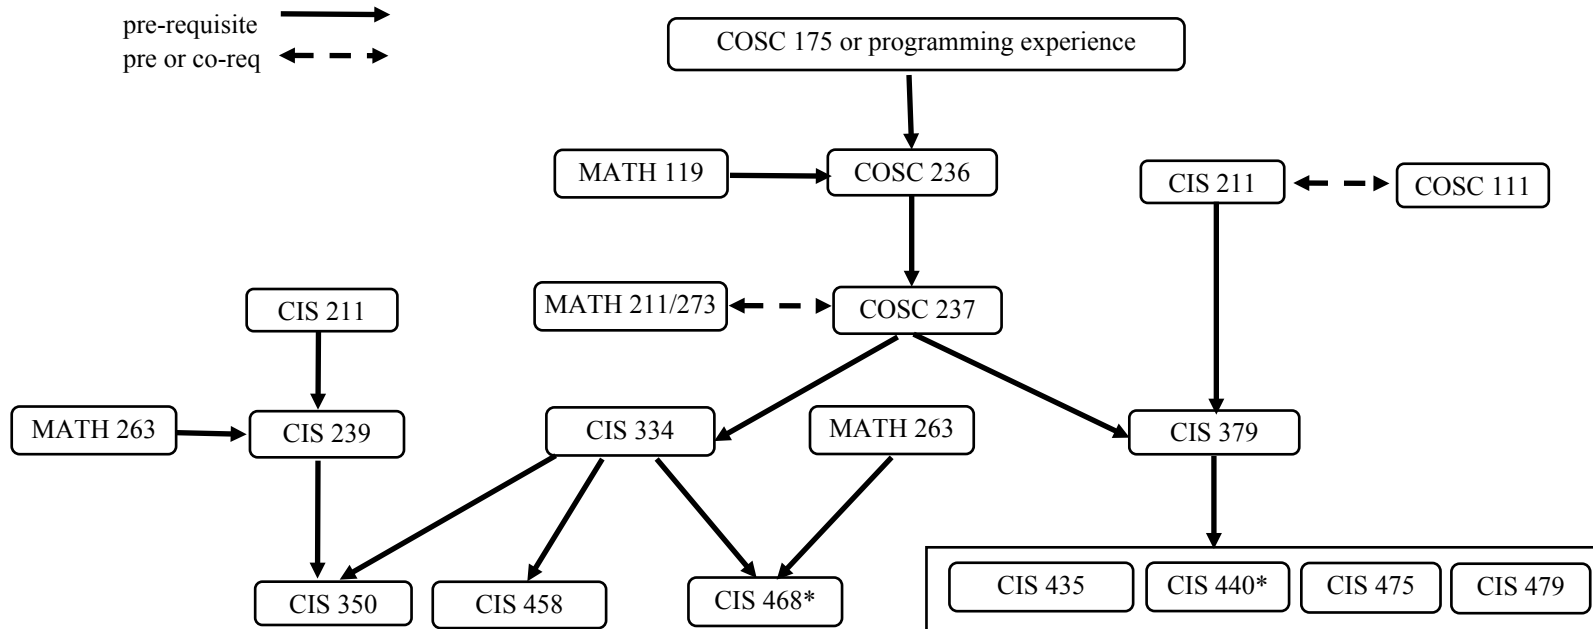 pre-requisite
pre or co-req
COSC 175 or programming experience
MATH 119
COSC 236
CIS 211
COSC 111
CIS 211
MATH 211/273
COSC 237
MATH 263
CIS 239
CIS 334
MATH 263
CIS 379
CIS 350
CIS 458
CIS 468*
CIS 435
CIS 440*
CIS 475
CIS 479